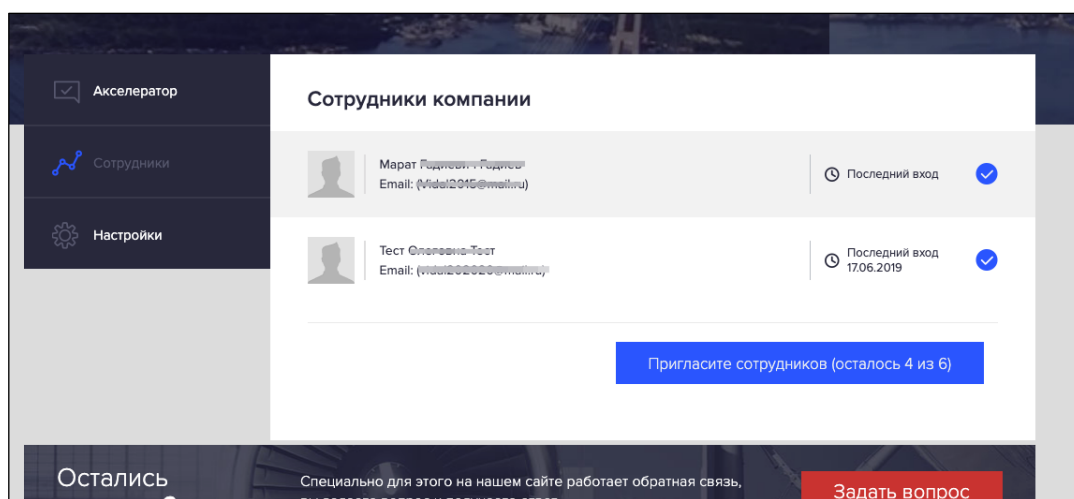 Акселератор
Сотрудники
Настройки
Сотрудники компании
Марат
Email:
Последний вход
Тест
Email:
Последний вход
17.06.2019
Пригласите сотрудников (осталось 4 из 6)
Остались
Специально для этого на нашем сайте работает обратная связь,
Задать вопрос